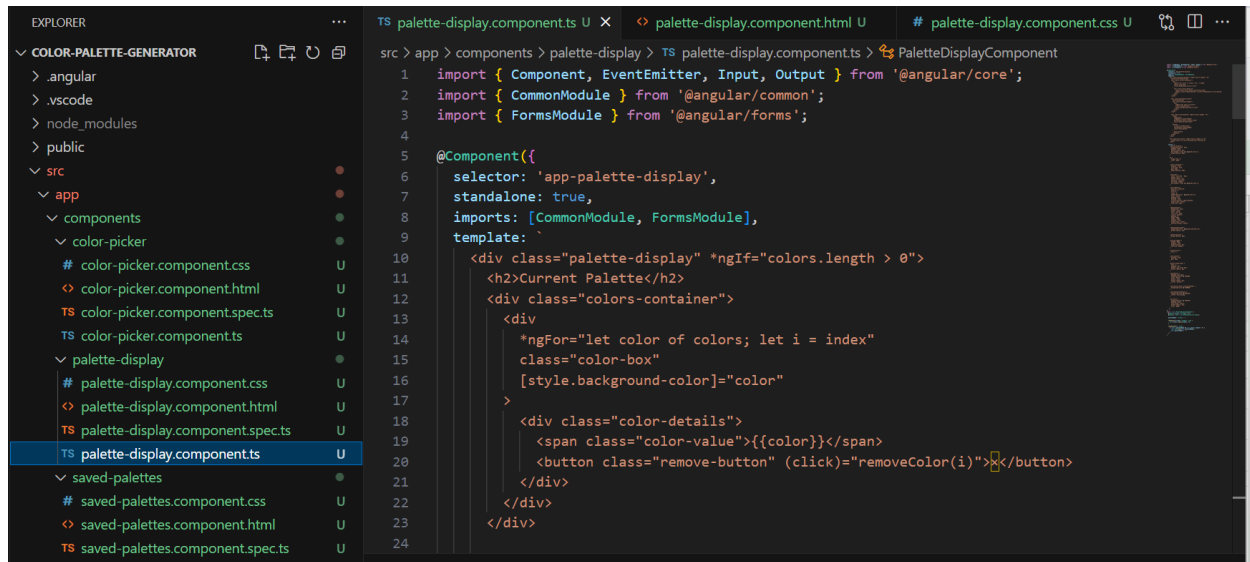 EXPLORER
COLOR-PALETTE-GENERATOR
.angular
.vscode
node_modules
public
src
app
components
color-picker
# color-picker.component.css U
<> color-picker.component.html U
TS color-picker.component.spec.ts U
TS color-picker.component.ts U
palette-display
# palette-display.component.css U
<> palette-display.component.html U
TS palette-display.component.spec.ts U
TS palette-display.component.ts U
saved-palettes
# saved-palettes.component.css U
<> saved-palettes.component.html U
TS saved-palettes.component.spec.ts U
TS palette-display.component.ts U × <> palette-display.component.html U # palette-display.component.css U
src > app > components > palette-display > TS palette-display.component.ts > PaletteDisplayComponent
1 import { Component, EventEmitter, Input, Output } from '@angular/core';
2 import { CommonModule } from '@angular/common';
3 import { FormsModule } from '@angular/forms';
4
5 @Component({
6 selector: 'app-palette-display',
7 standalone: true,
8 imports: [CommonModule, FormsModule],
9 template: `
10 <div class="palette-display" *ngIf="colors.length > 0">
11 <h2>Current Palette</h2>
12 <div class="colors-container">
13 <div
14 *ngFor="let color of colors; let i = index"
15 class="color-box"
16 [style.background-color]="color"
17 >
18 <div class="color-details">
19 <span class="color-value">{{color}}</span>
20 <button class="remove-button" (click)="removeColor(i)">×</button>
21 </div>
22 </div>
23 </div>
24